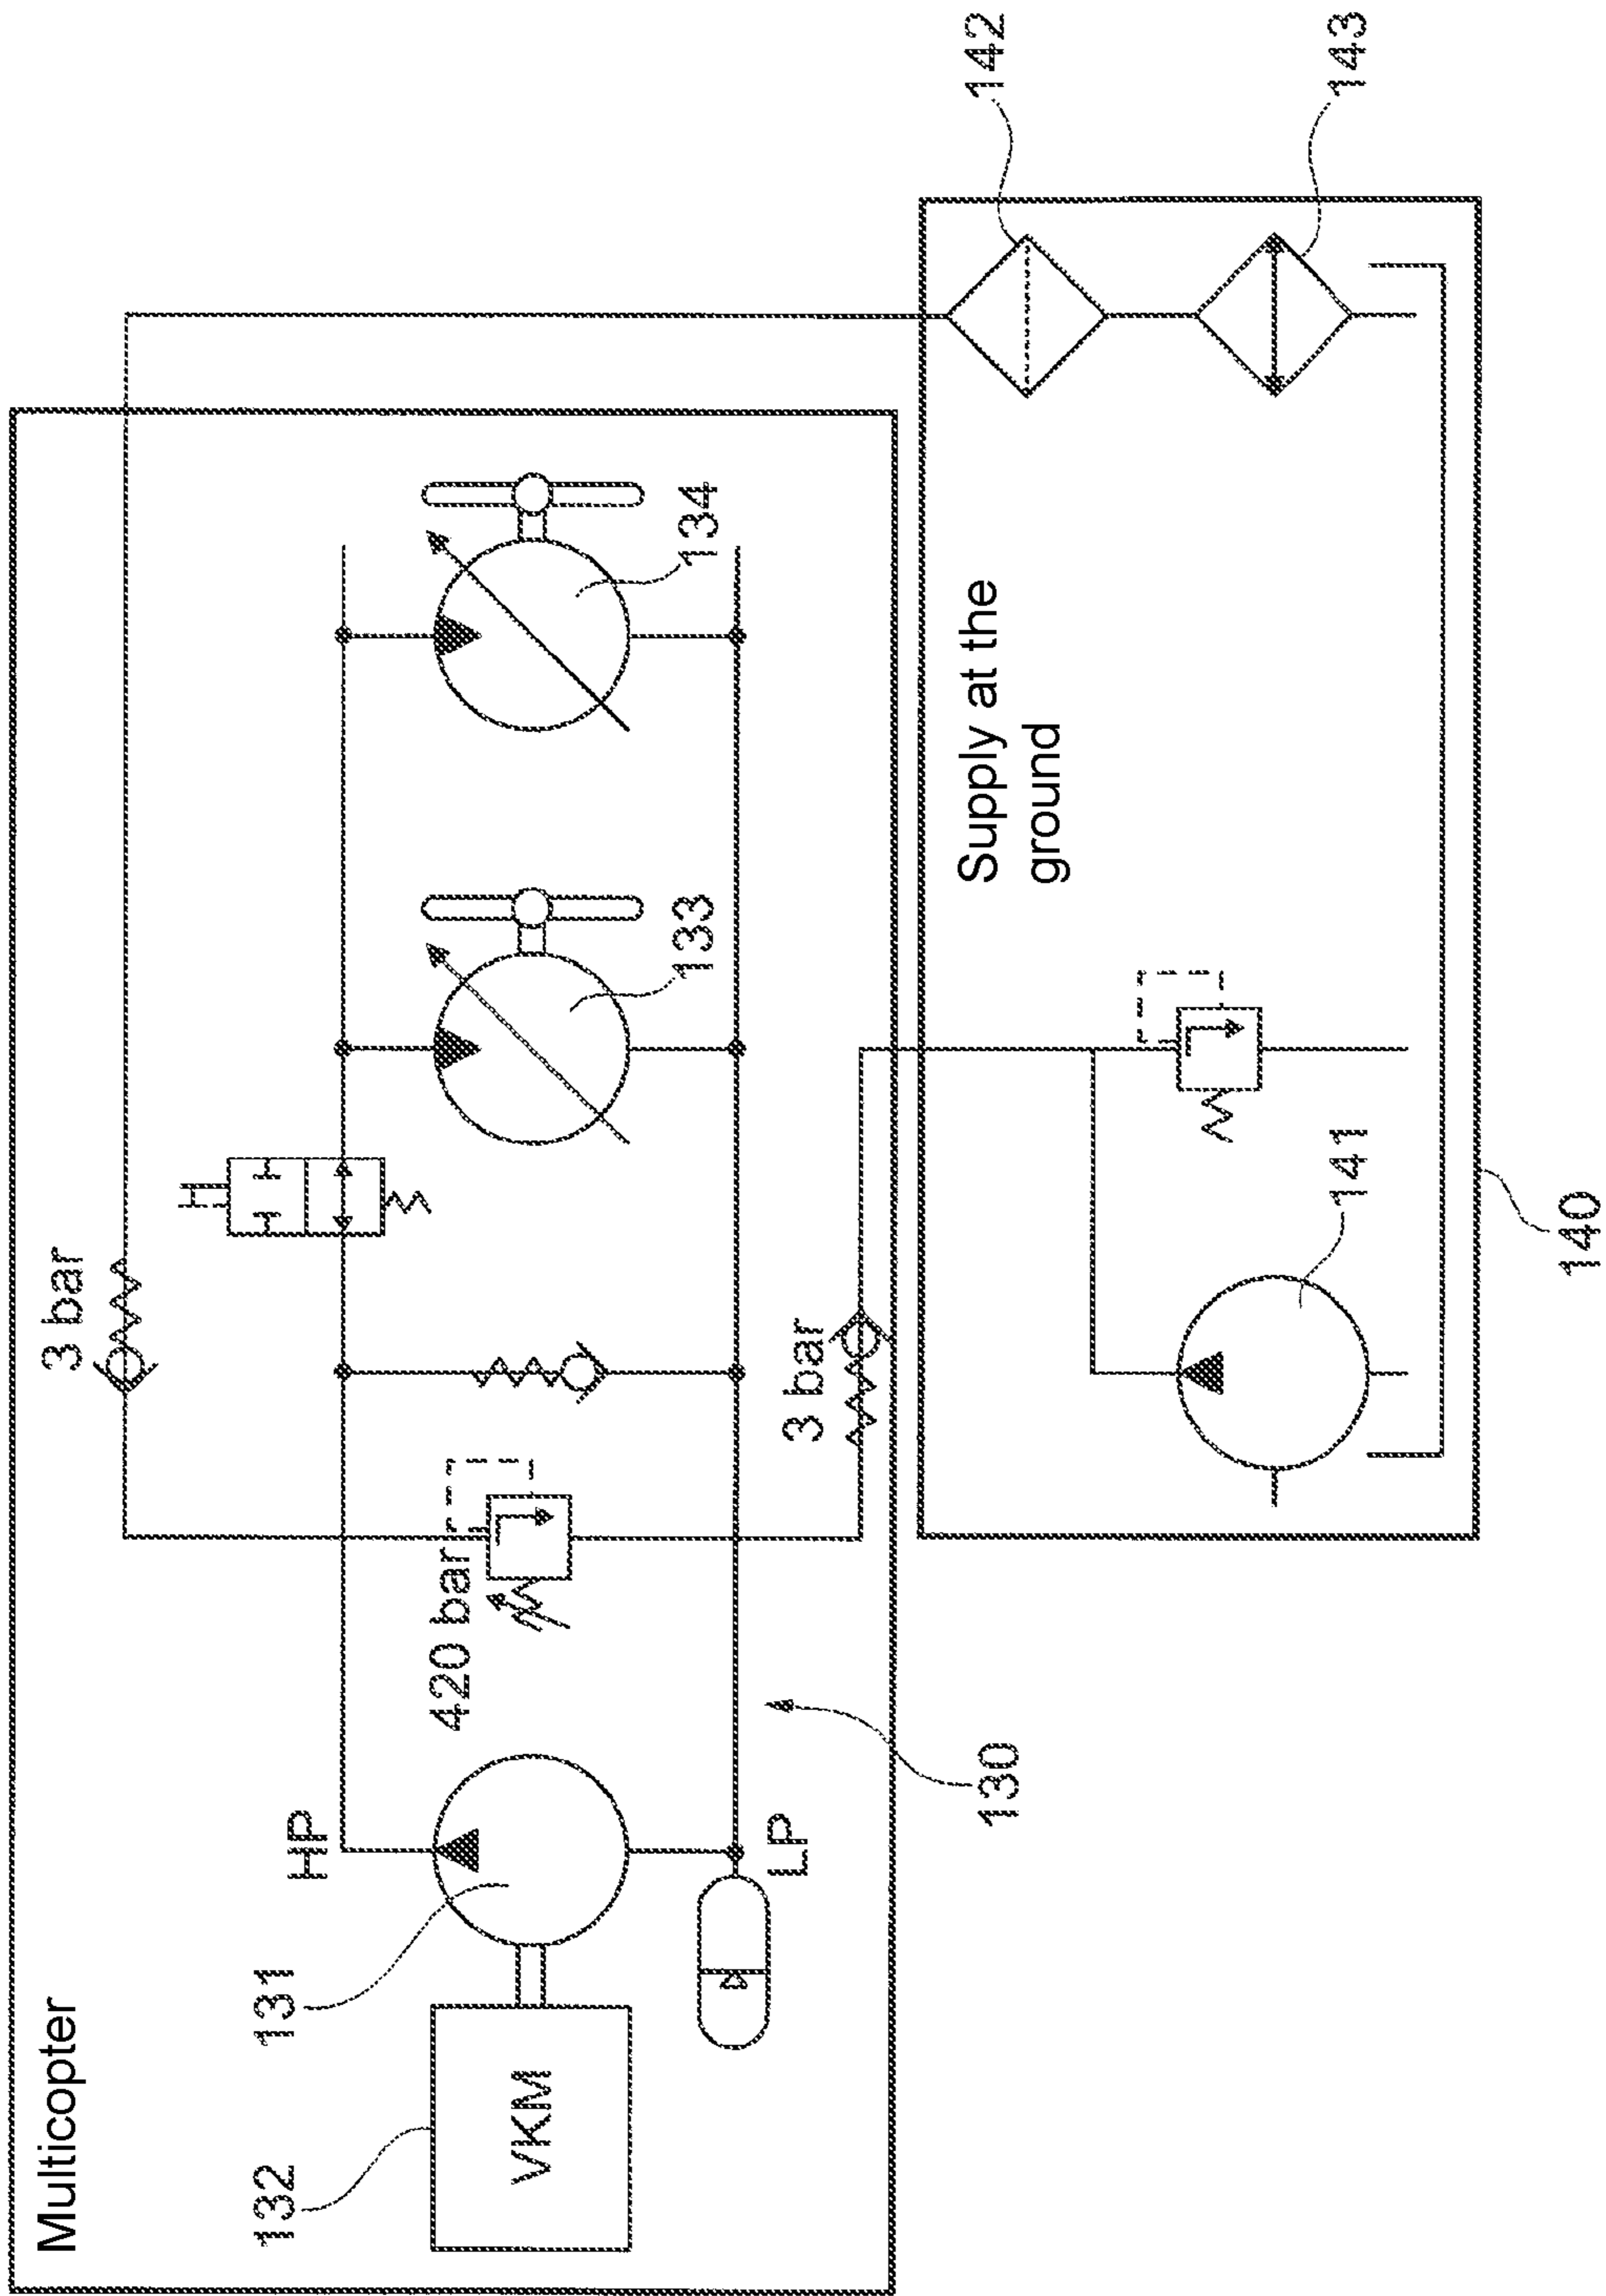 Multicopter
3 bar
HP
131
132
VKM
420 bar
133
134
LP
3 bar
130
Supply at the
ground
142
143
141
140